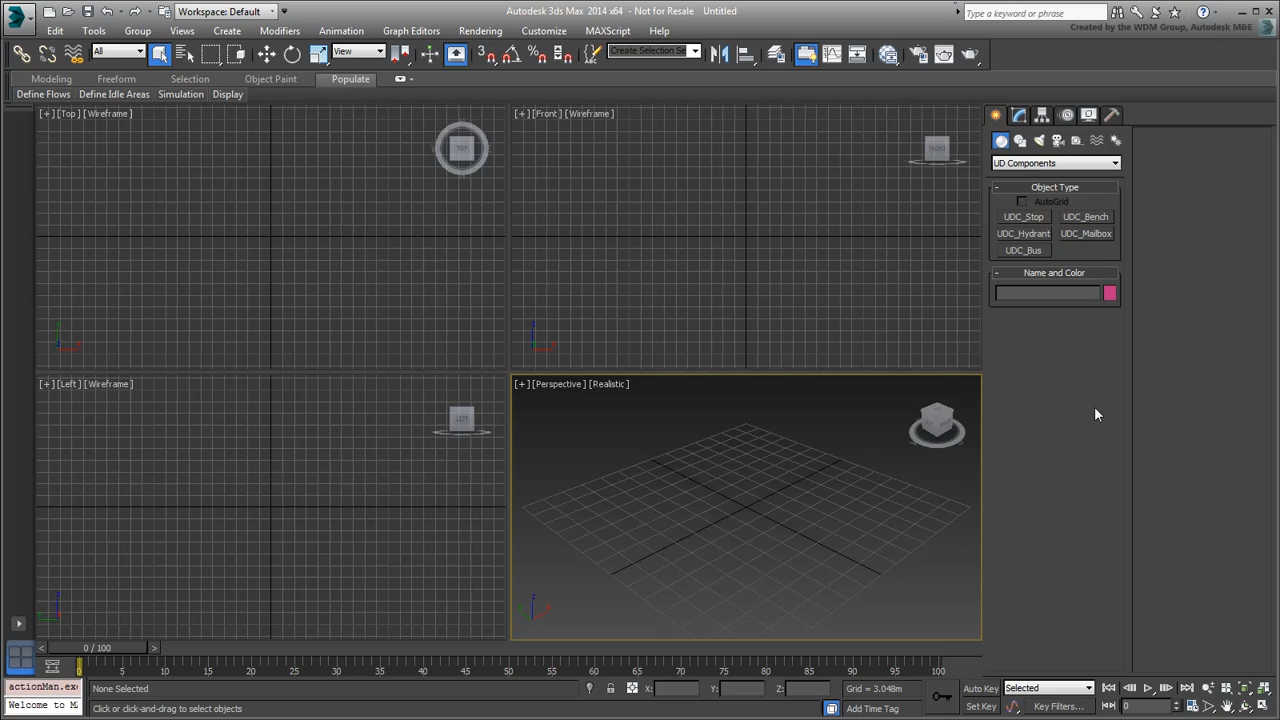 Workspace: Default
Autodesk 3ds Max 2014 x64 - Not for Resale Untitled
Type a keyword or phrase
Created by the WDM Group, Autodesk M&E
Edit Tools Group Views Create Modifiers Animation Graph Editors Rendering Customize MAXScript Help
All View Create Selection Se
Modeling Freeform Selection Object Paint Populate
Define Flows Define Idle Areas Simulation Display
[+] [Top] [Wireframe]
TOP
[+] [Front] [Wireframe]
FRONT
UD Components
- Object Type
AutoGrid
UDC_Stop UDC_Bench
UDC_Hydrant UDC_Mailbox
UDC_Bus
- Name and Color
[+] [Left] [Wireframe]
LEFT
[+] [Perspective] [Realistic]
< 0 / 100 >
0 5 10 15 20 25 30 35 40 45 50 55 60 65 70 75 80 85 90 95 100
actionMan.exe
None Selected X: Y: Z: Grid = 3.048m Auto Key Selected
Welcome to MA
Click or click-and-drag to select objects Add Time Tag Set Key Key Filters... 0